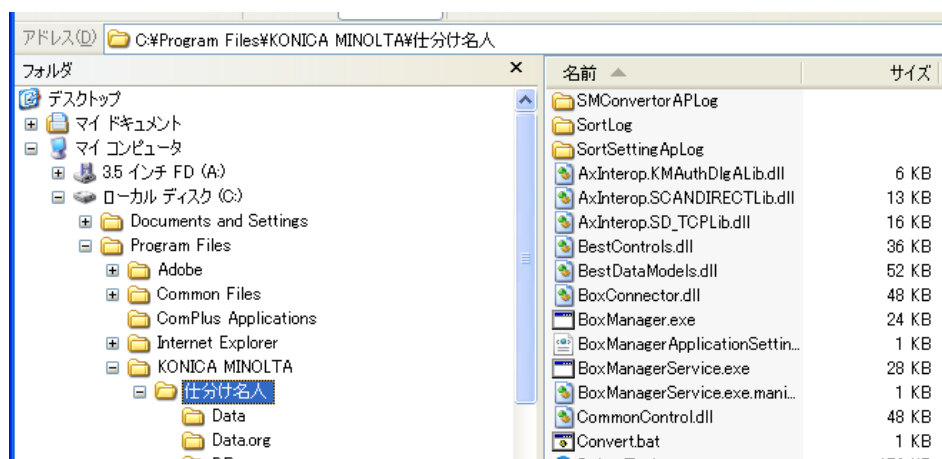 アドレス(D) C:¥Program Files¥KONICA MINOLTA¥仕分け名人
フォルダ ×
デスクトップ
マイ ドキュメント
マイ コンピュータ
3.5 インチ FD (A:)
ローカル ディスク (C:)
Documents and Settings
Program Files
Adobe
Common Files
ComPlus Applications
Internet Explorer
KONICA MINOLTA
仕分け名人
Data
Data.org
名前 サイズ
SMConvertorAPLog
SortLog
SortSettingApLog
AxInterop.KMAuthDlgALib.dll 6 KB
AxInterop.SCANDIRECTLib.dll 13 KB
AxInterop.SD_TCPLib.dll 16 KB
BestControls.dll 36 KB
BestDataModels.dll 52 KB
BoxConnector.dll 48 KB
BoxManager.exe 24 KB
BoxManagerApplicationSettin... 1 KB
BoxManagerService.exe 28 KB
BoxManagerService.exe.mani... 1 KB
CommonControl.dll 48 KB
Convert.bat 1 KB